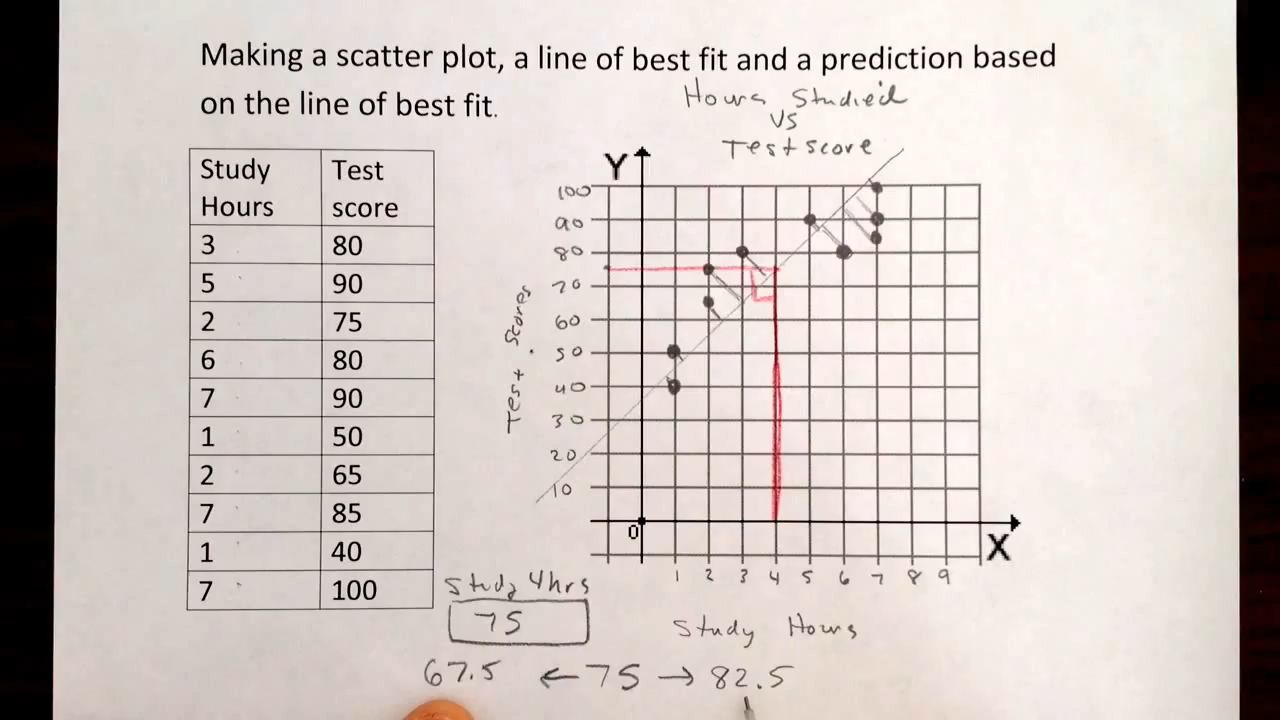 Making a scatter plot, a line of best fit and a prediction based
on the line of best fit.
Hours Studied
vs
Test score
Study Hours Test score
3 80
5 90
2 75
6 80
7 90
1 50
2 65
7 85
1 40
7 100
Y
100
90
80
70
60
50
40
30
20
10
0
Test Scores
1 2 3 4 5 6 7 8 9
X
Study Hours
Study 4hrs
75
67.5 ← 75 → 82.5